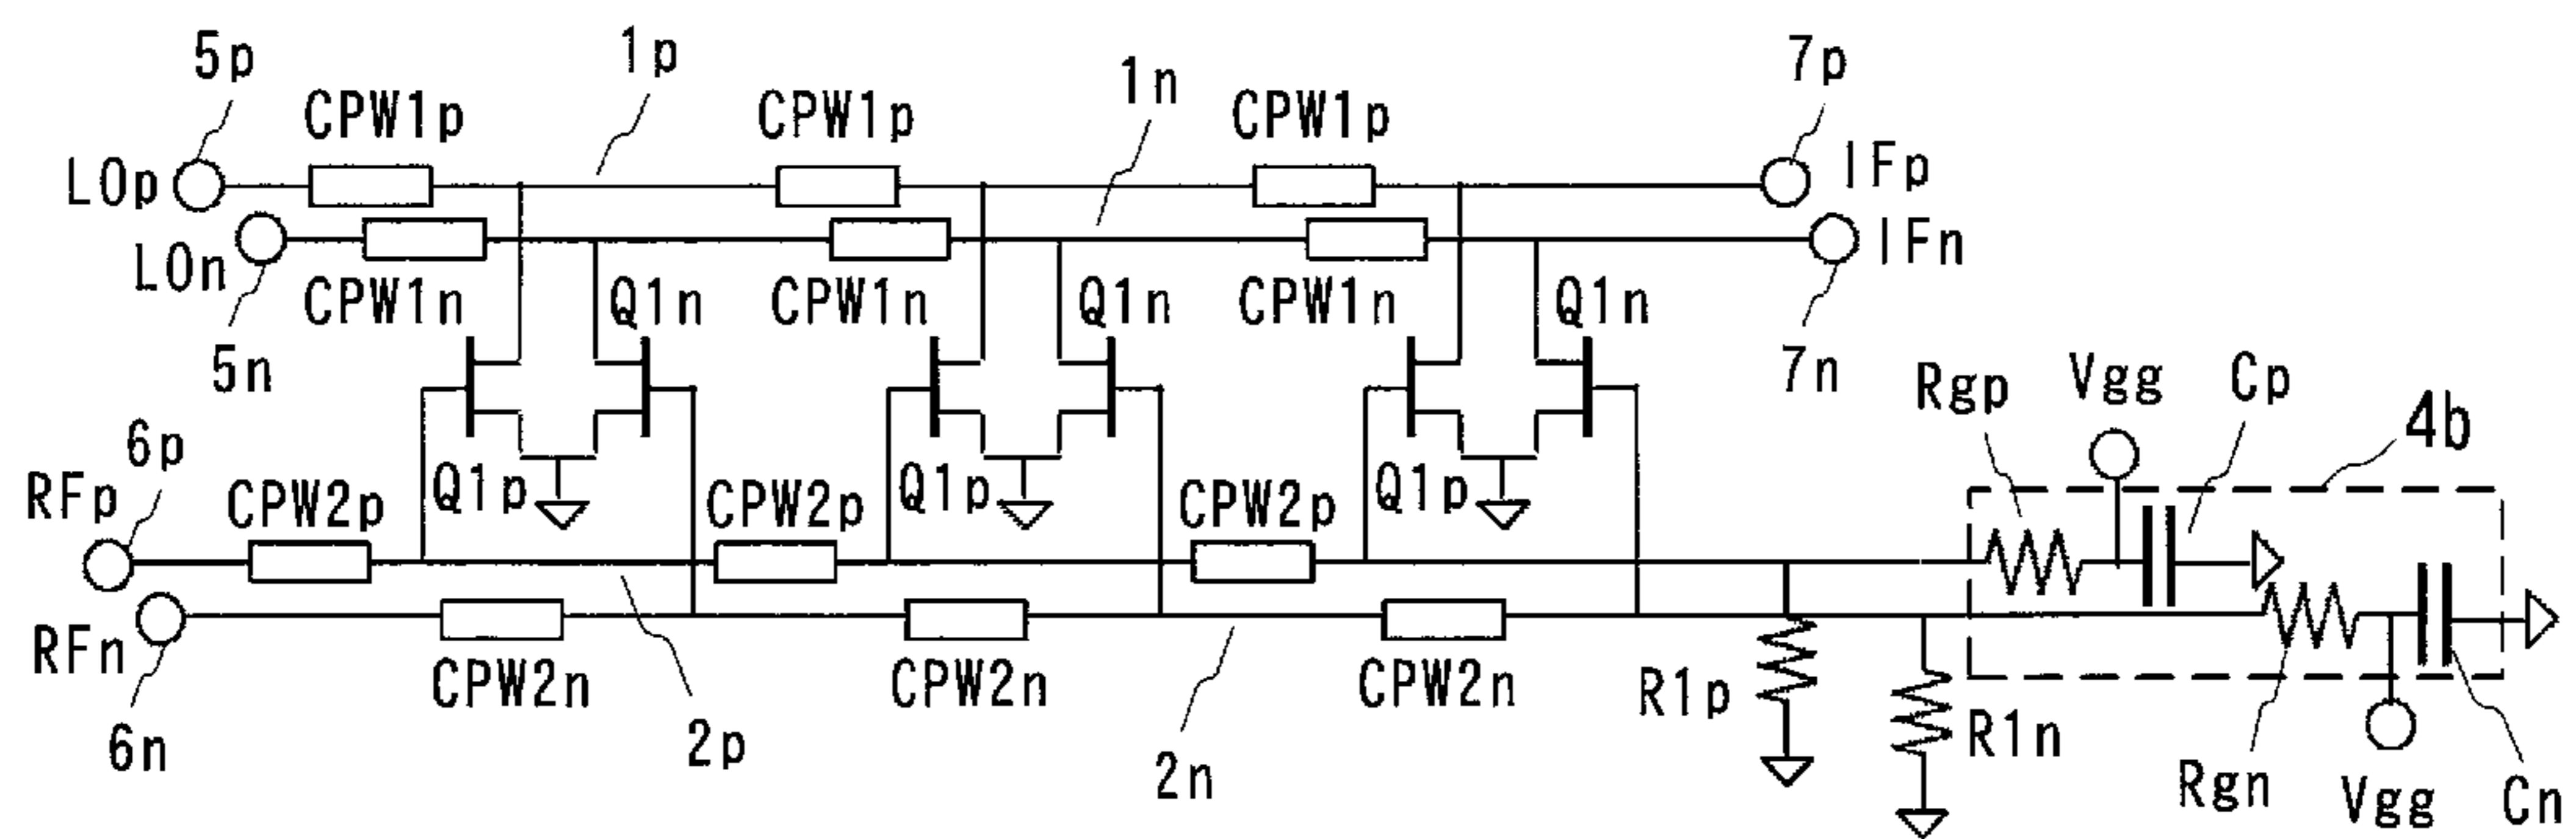 5p
1p
1n
7p
CPW1p
CPW1p
CPW1p
LOp
IFp
LOn
IFn
CPW1n
Q1n
CPW1n
Q1n
CPW1n
Q1n
5n
7n
Rgp
Vgg
Cp
4b
6p
RFp
CPW2p
Q1p
CPW2p
Q1p
CPW2p
Q1p
RFn
CPW2n
CPW2n
CPW2n
R1p
R1n
6n
2p
2n
Rgn
Vgg
Cn